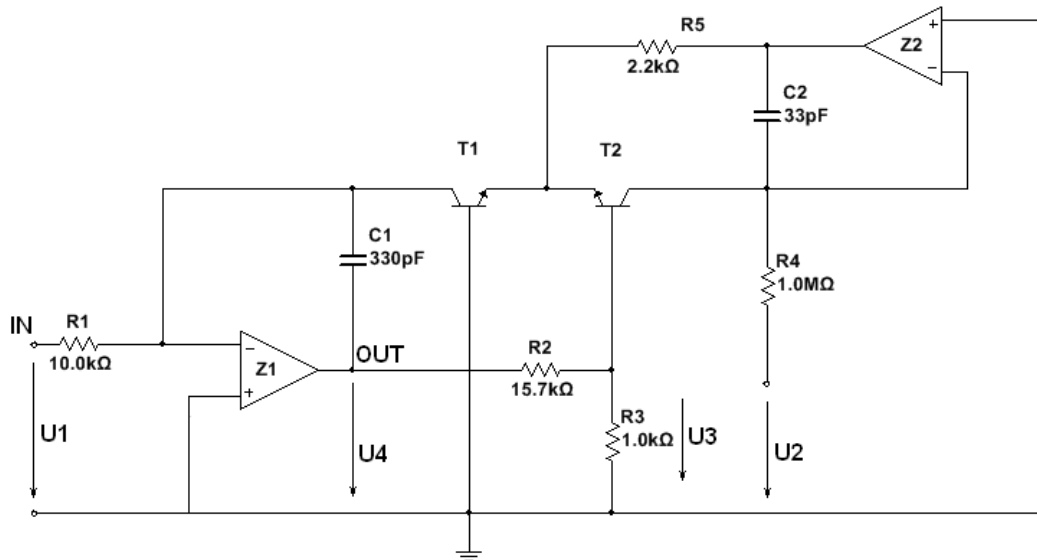 R5
2.2kΩ
+
Z2
−
C2
33pF
T1
T2
C1
330pF
R4
1.0MΩ
IN
R1
10.0kΩ
−
Z1
+
OUT
R2
15.7kΩ
R3
1.0kΩ
U1
U4
U3
U2